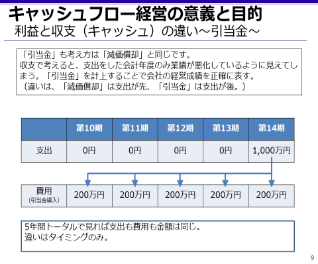 キャッシュフロー経営の意義と目的
利益と収支（キャッシュ）の違い～引当金～
「引当金」も考え方は「減価償却」と同じです。
収支で考えると、支出をした会計年度のみ業績が悪化しているように見えてし
まう。「引当金」を計上することで会社の経営成績を正確に表す。
（違いは、「減価償却」は支出が先、「引当金」は支出が後。）
第10期 第11期 第12期 第13期 第14期
支出 0円 0円 0円 0円 1,000万円
費用 200万円 200万円 200万円 200万円 200万円
(引当金繰入)
5年間トータルで見れば支出も費用も金額は同じ。
違いはタイミングのみ。
9